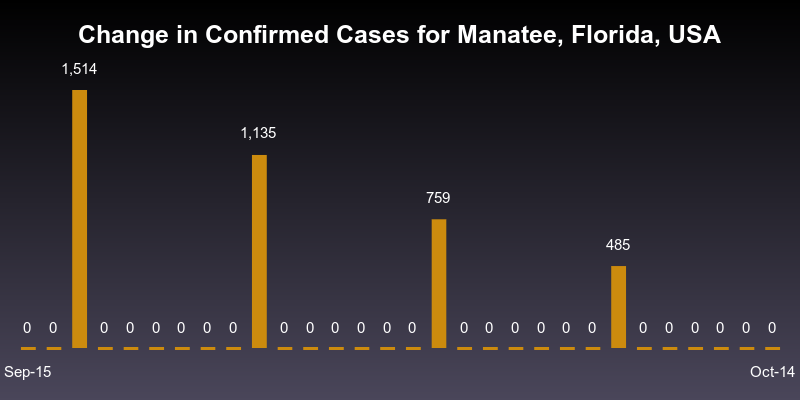 Change in Confirmed Cases for Manatee, Florida, USA
1,514
1,135
759
485
0 0 0 0 0 0 0 0 0 0 0 0 0 0 0 0 0 0 0 0 0 0 0 0 0 0
Sep-15 Oct-14